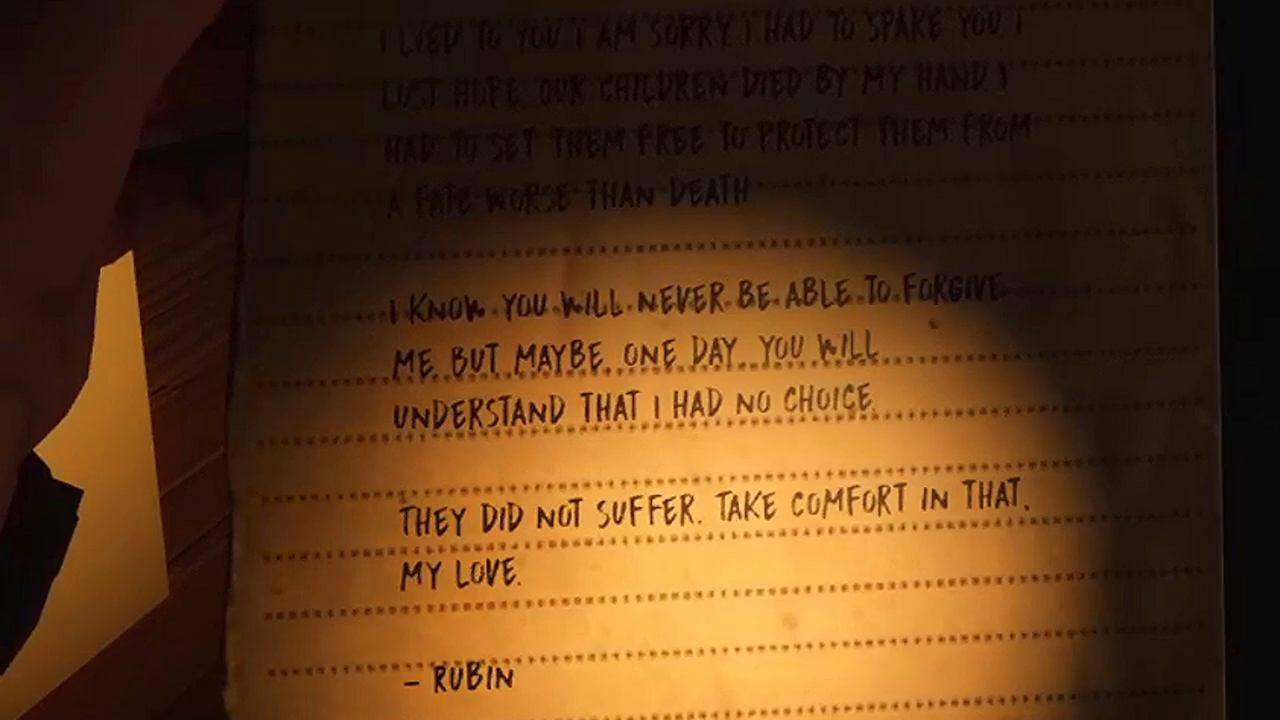 I LIED TO YOU I AM SORRY. I HAD TO SPARE YOU I
LOST HOPE. OUR CHILDREN DIED BY MY HAND. I
HAD TO SET THEM FREE TO PROTECT THEM FROM
A FATE WORSE THAN DEATH
I KNOW YOU WILL NEVER BE ABLE TO FORGIVE
ME. BUT MAYBE ONE DAY YOU WILL
UNDERSTAND THAT I HAD NO CHOICE.
THEY DID NOT SUFFER. TAKE COMFORT IN THAT.
MY LOVE.
- RUBIN